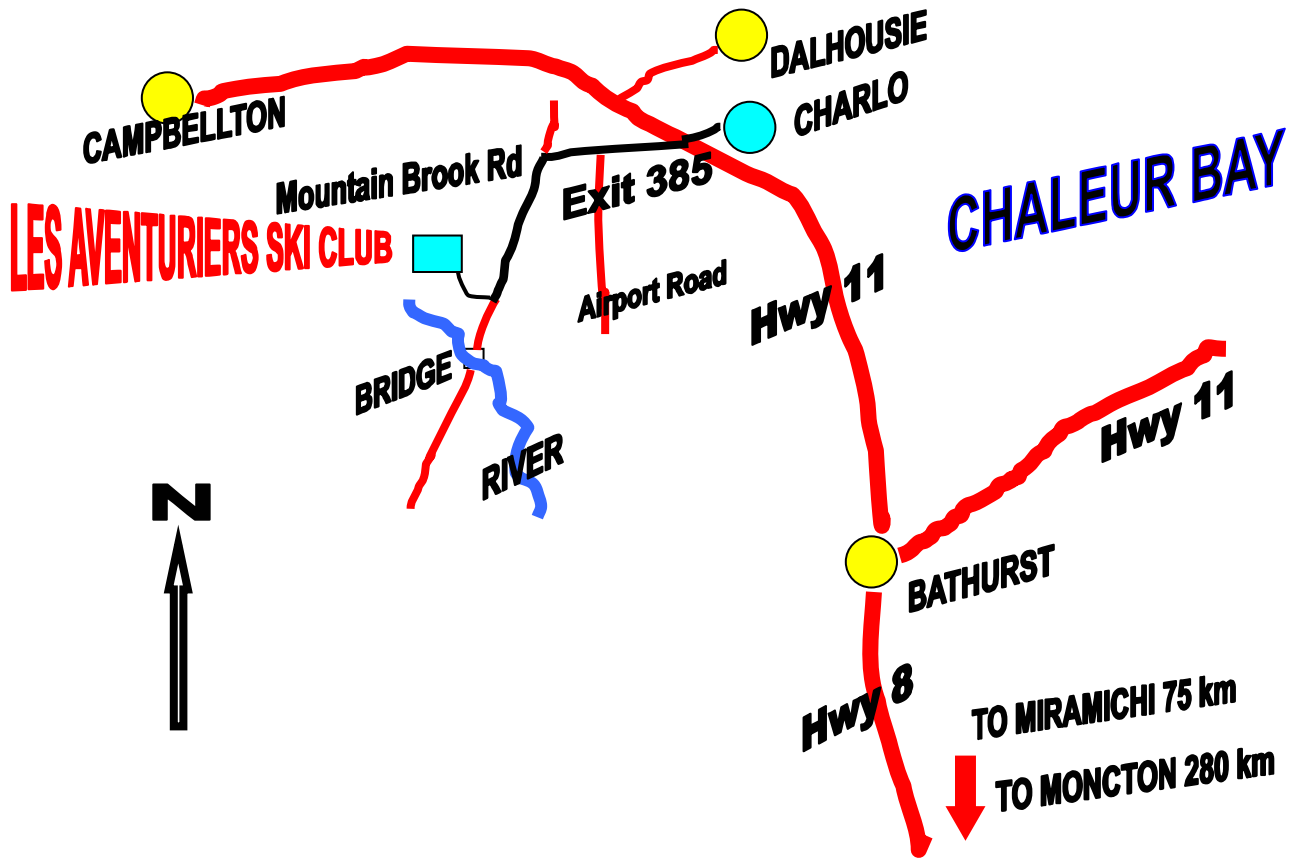 DALHOUSIE
CAMPBELLTON
CHARLO
Mountain Brook Rd
Exit 385
CHALEUR BAY
LES AVENTURIERS SKI CLUB
Airport Road
Hwy 11
BRIDGE
Hwy 11
RIVER
N
BATHURST
Hwy 8
TO MIRAMICHI 75 km
TO MONCTON 280 km